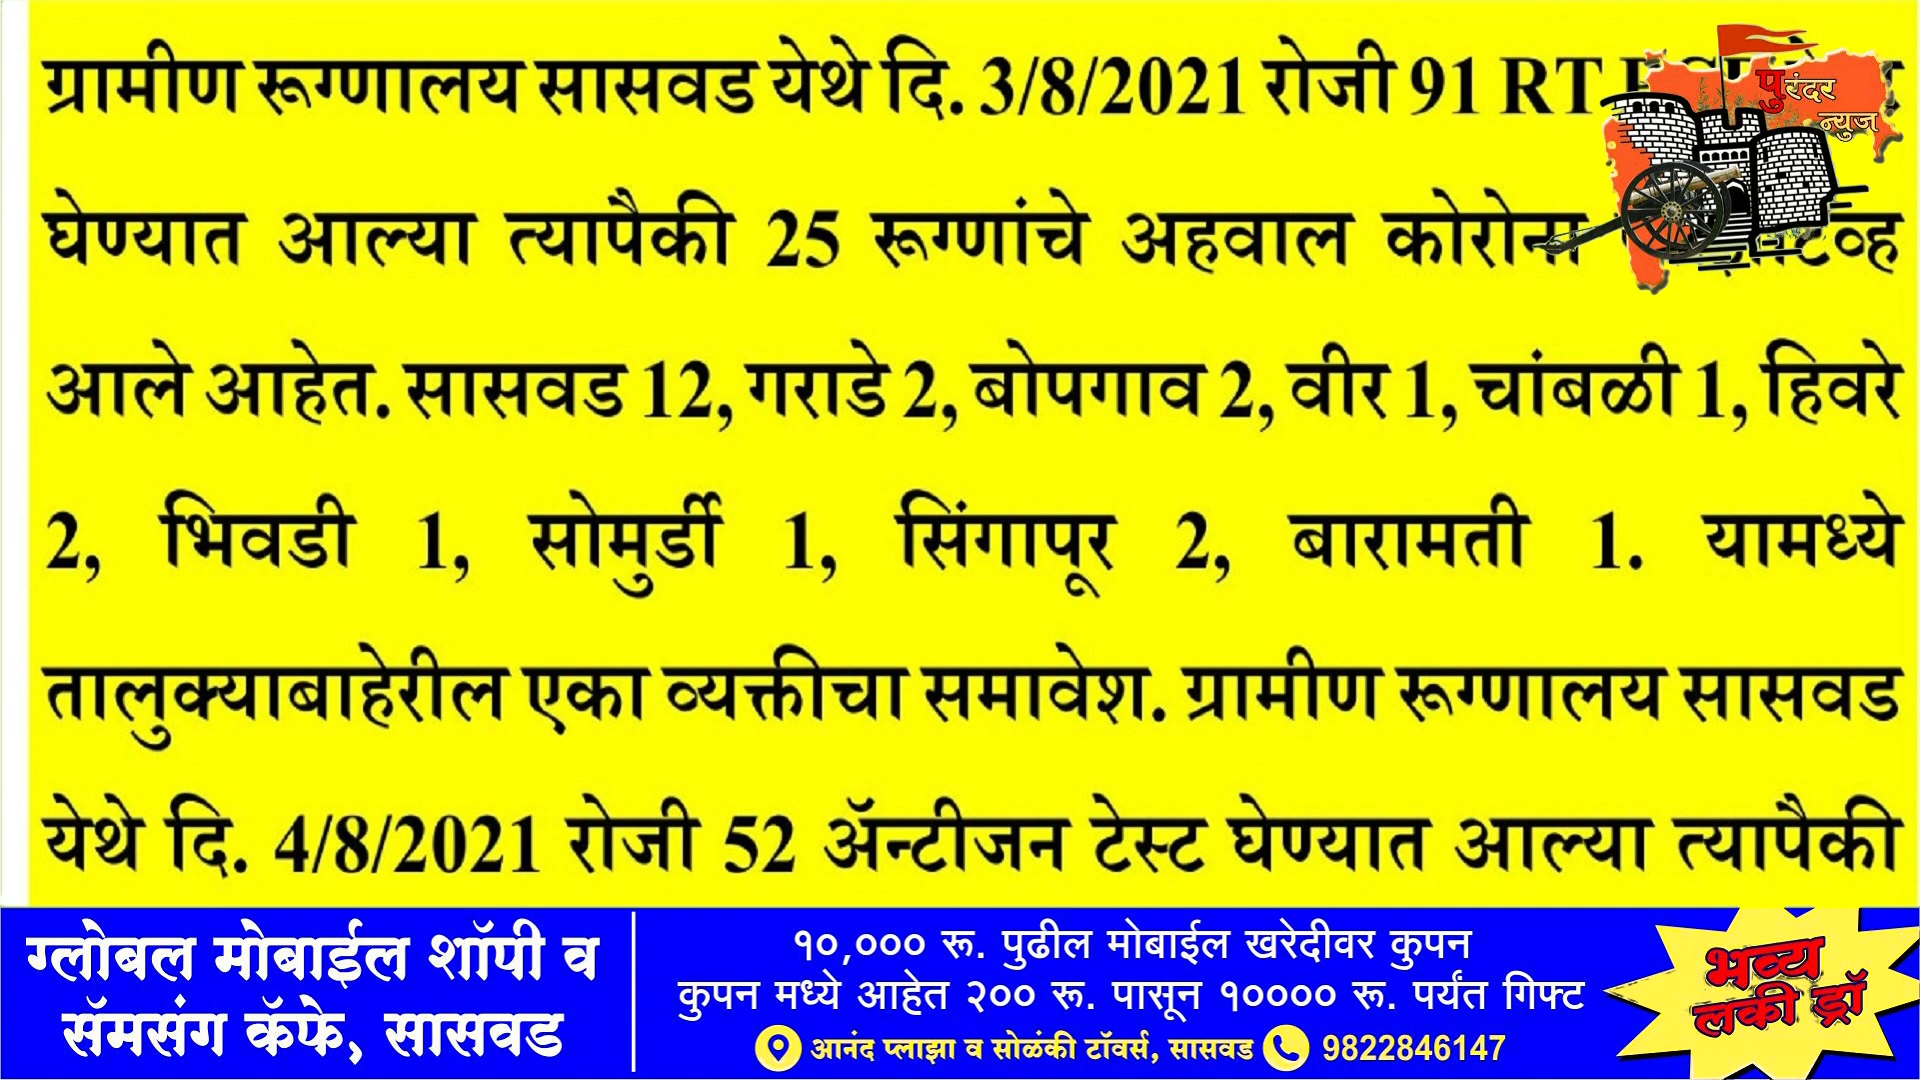 ग्रामीण रूग्णालय सासवड येथे दि. 3/8/2021 रोजी 91 RT
घेण्यात आल्या त्यापैकी 25 रूग्णांचे अहवाल कोरोना
आले आहेत. सासवड 12, गराडे 2, बोपगाव 2, वीर 1, चांबळी 1, हिवरे
2, भिवडी 1, सोमुर्डी 1, सिंगापूर 2, बारामती 1. यामध्ये
तालुक्याबाहेरील एका व्यक्तीचा समावेश. ग्रामीण रूग्णालय सासवड
येथे दि. 4/8/2021 रोजी 52 ॲन्टीजन टेस्ट घेण्यात आल्या त्यापैकी
पुरंदर
न्युज
ग्लोबल मोबाईल शॉपी व
सॅमसंग कॅफे, सासवड
१०,००० रू. पुढील मोबाईल खरेदीवर कुपन
कुपन मध्ये आहेत २०० रू. पासून १०००० रू. पर्यंत गिफ्ट
आनंद प्लाझा व सोळंकी टॉवर्स, सासवड 9822846147
भव्य
लकी ड्रॉ